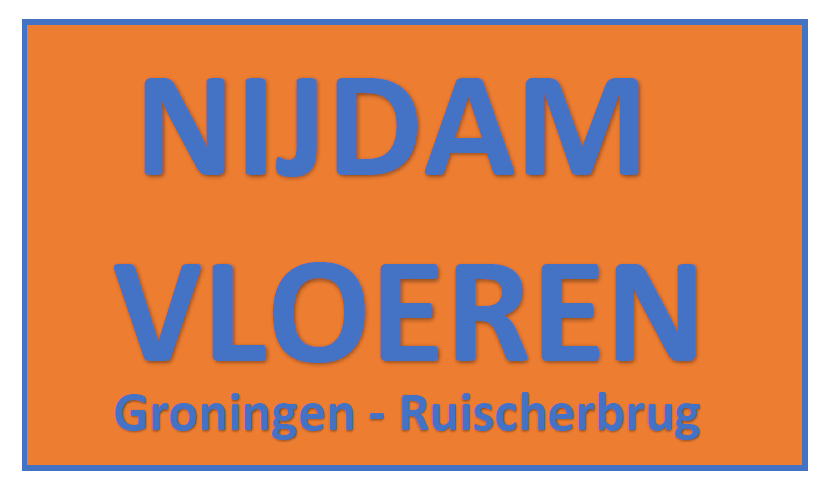 NIJDAM
VLOEREN
Groningen - Ruischerbrug